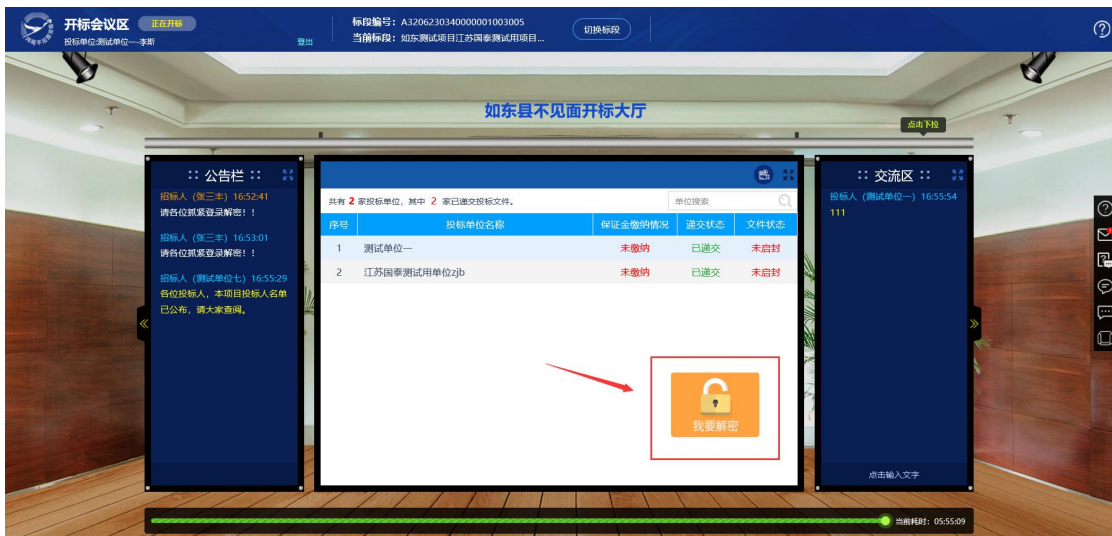 开标会议区 正在开标
投标单位:测试单位一-李斯 登出
标段编号：A3206230340000001003005
当前标段：如东测试项目江苏国泰测试用项目...
切换标段
如东县不见面开标大厅
点击下拉
:: 公告栏 ::
招标人 (张三丰) 16:52:41
请各位抓紧登录解密！！
招标人 (张三丰) 16:53:01
请各位抓紧登录解密！！
招标人 (测试单位七) 16:55:29
各位投标人，本项目投标人名单
已公布，请大家查阅。
共有 2 家投标单位，其中 2 家已递交投标文件。 单位搜索
序号 投标单位名称 保证金缴纳情况 递交状态 文件状态
1 测试单位一 未缴纳 已递交 未启封
2 江苏国泰测试用单位zjb 未缴纳 已递交 未启封
我要解密
:: 交流区 ::
投标人 (测试单位一) 16:55:54
111
点击输入文字
当前耗时：05:55:09